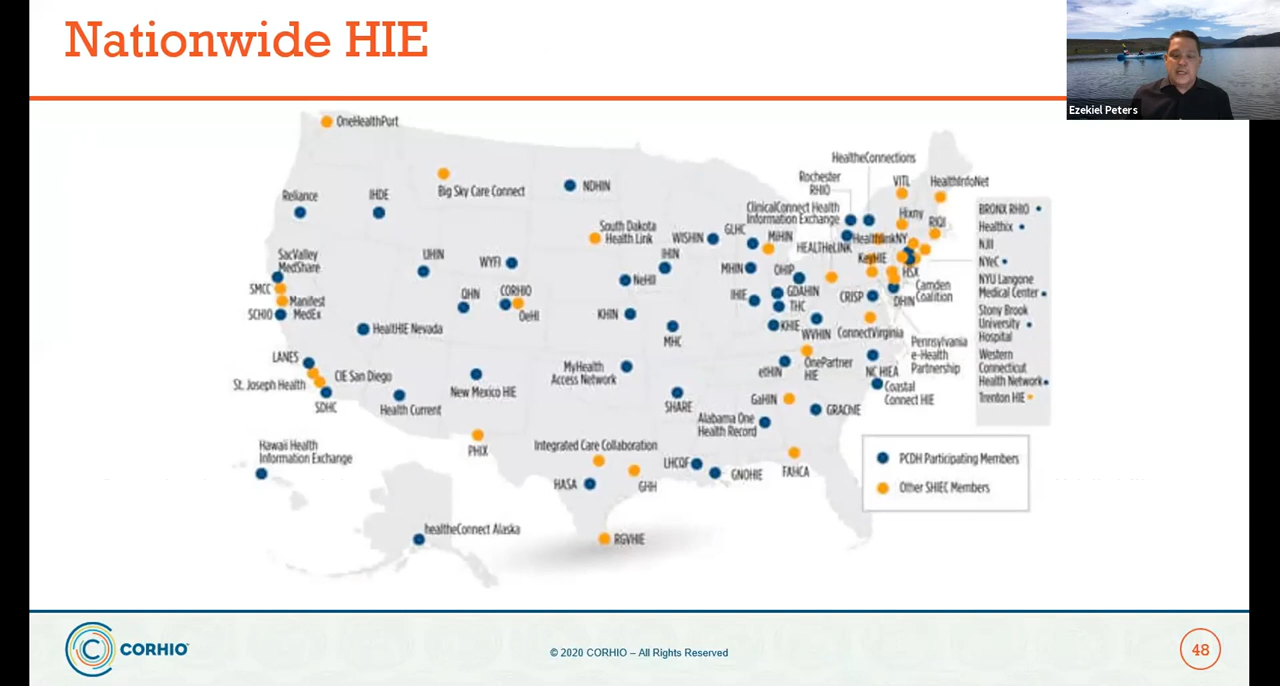 Nationwide HIE
Ezekiel Peters
OneHealthPort
Big Sky Care Connect
NDHIN
Reliance
IHDE
South Dakota
Health Link
WISHIN
GLHC
MiHIN
HealtheConnections
Rochester
RHIO
ClinicalConnect Health
Information Exchange
HEALTHeLINK
VITL
HealthInfoNet
Hixny
RIQI
HealthlinkNY
KeyHIE
HSX
Camden
Coalition
DHIN
SacValley
MedShare
SMCC
Manifest
MedEx
SCHIO
UHIN
WYFI
QHN
CORHIO
OeHI
IHIN
NeHII
MHIN
OHIP
IHIE
GDAHIN
THC
KHIE
CRISP
WVHIN
ConnectVirginia
KHIN
MHC
HealtHIE Nevada
LANES
St. Joseph Health
CIE San Diego
SDHC
Health Current
New Mexico HIE
MyHealth
Access Network
SHARE
etHIN
OnePartner
HIE
NC HIEA
Coastal
Connect HIE
Pennsylvania
e-Health
Partnership
GaHIN
GRAChIE
Alabama One
Health Record
PHIX
Integrated Care Collaboration
HASA
GHH
LHCQF
GNOHIE
FAHCA
RGVHIE
Hawaii Health
Information Exchange
healtheConnect Alaska
BRONX RHIO
Healthix
NJII
NYeC
NYU Langone
Medical Center
Stony Brook
University
Hospital
Western
Connecticut
Health Network
Trenton HIE
PCDH Participating Members
Other SHIEC Members
CORHIO
© 2020 CORHIO – All Rights Reserved
48